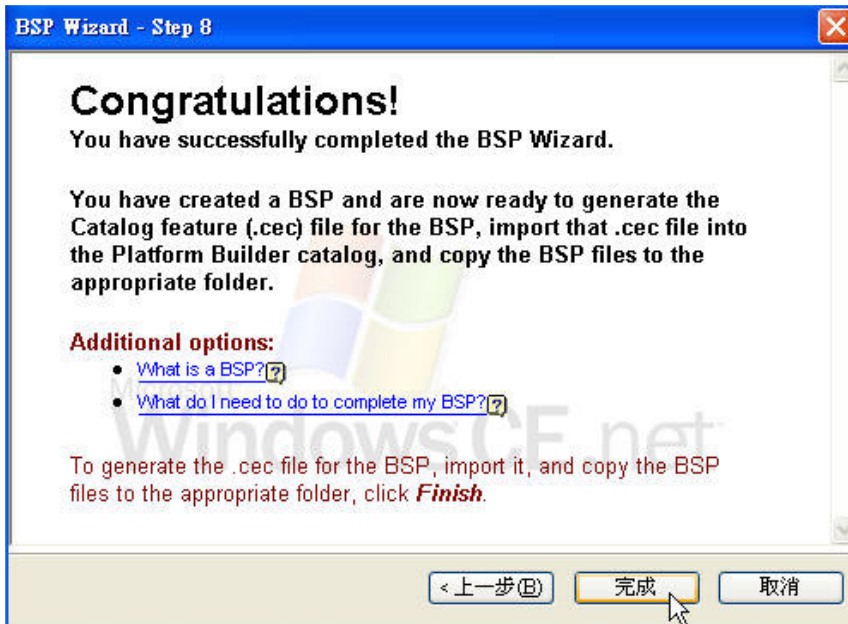 BSP Wizard - Step 8
Congratulations!
You have successfully completed the BSP Wizard.
You have created a BSP and are now ready to generate the
Catalog feature (.cec) file for the BSP, import that .cec file into
the Platform Builder catalog, and copy the BSP files to the
appropriate folder.
Additional options:
What is a BSP?
What do I need to do to complete my BSP?
Microsoft
Windows CE .net
To generate the .cec file for the BSP, import it, and copy the BSP
files to the appropriate folder, click Finish.
< 上一步(B)
完成
取消